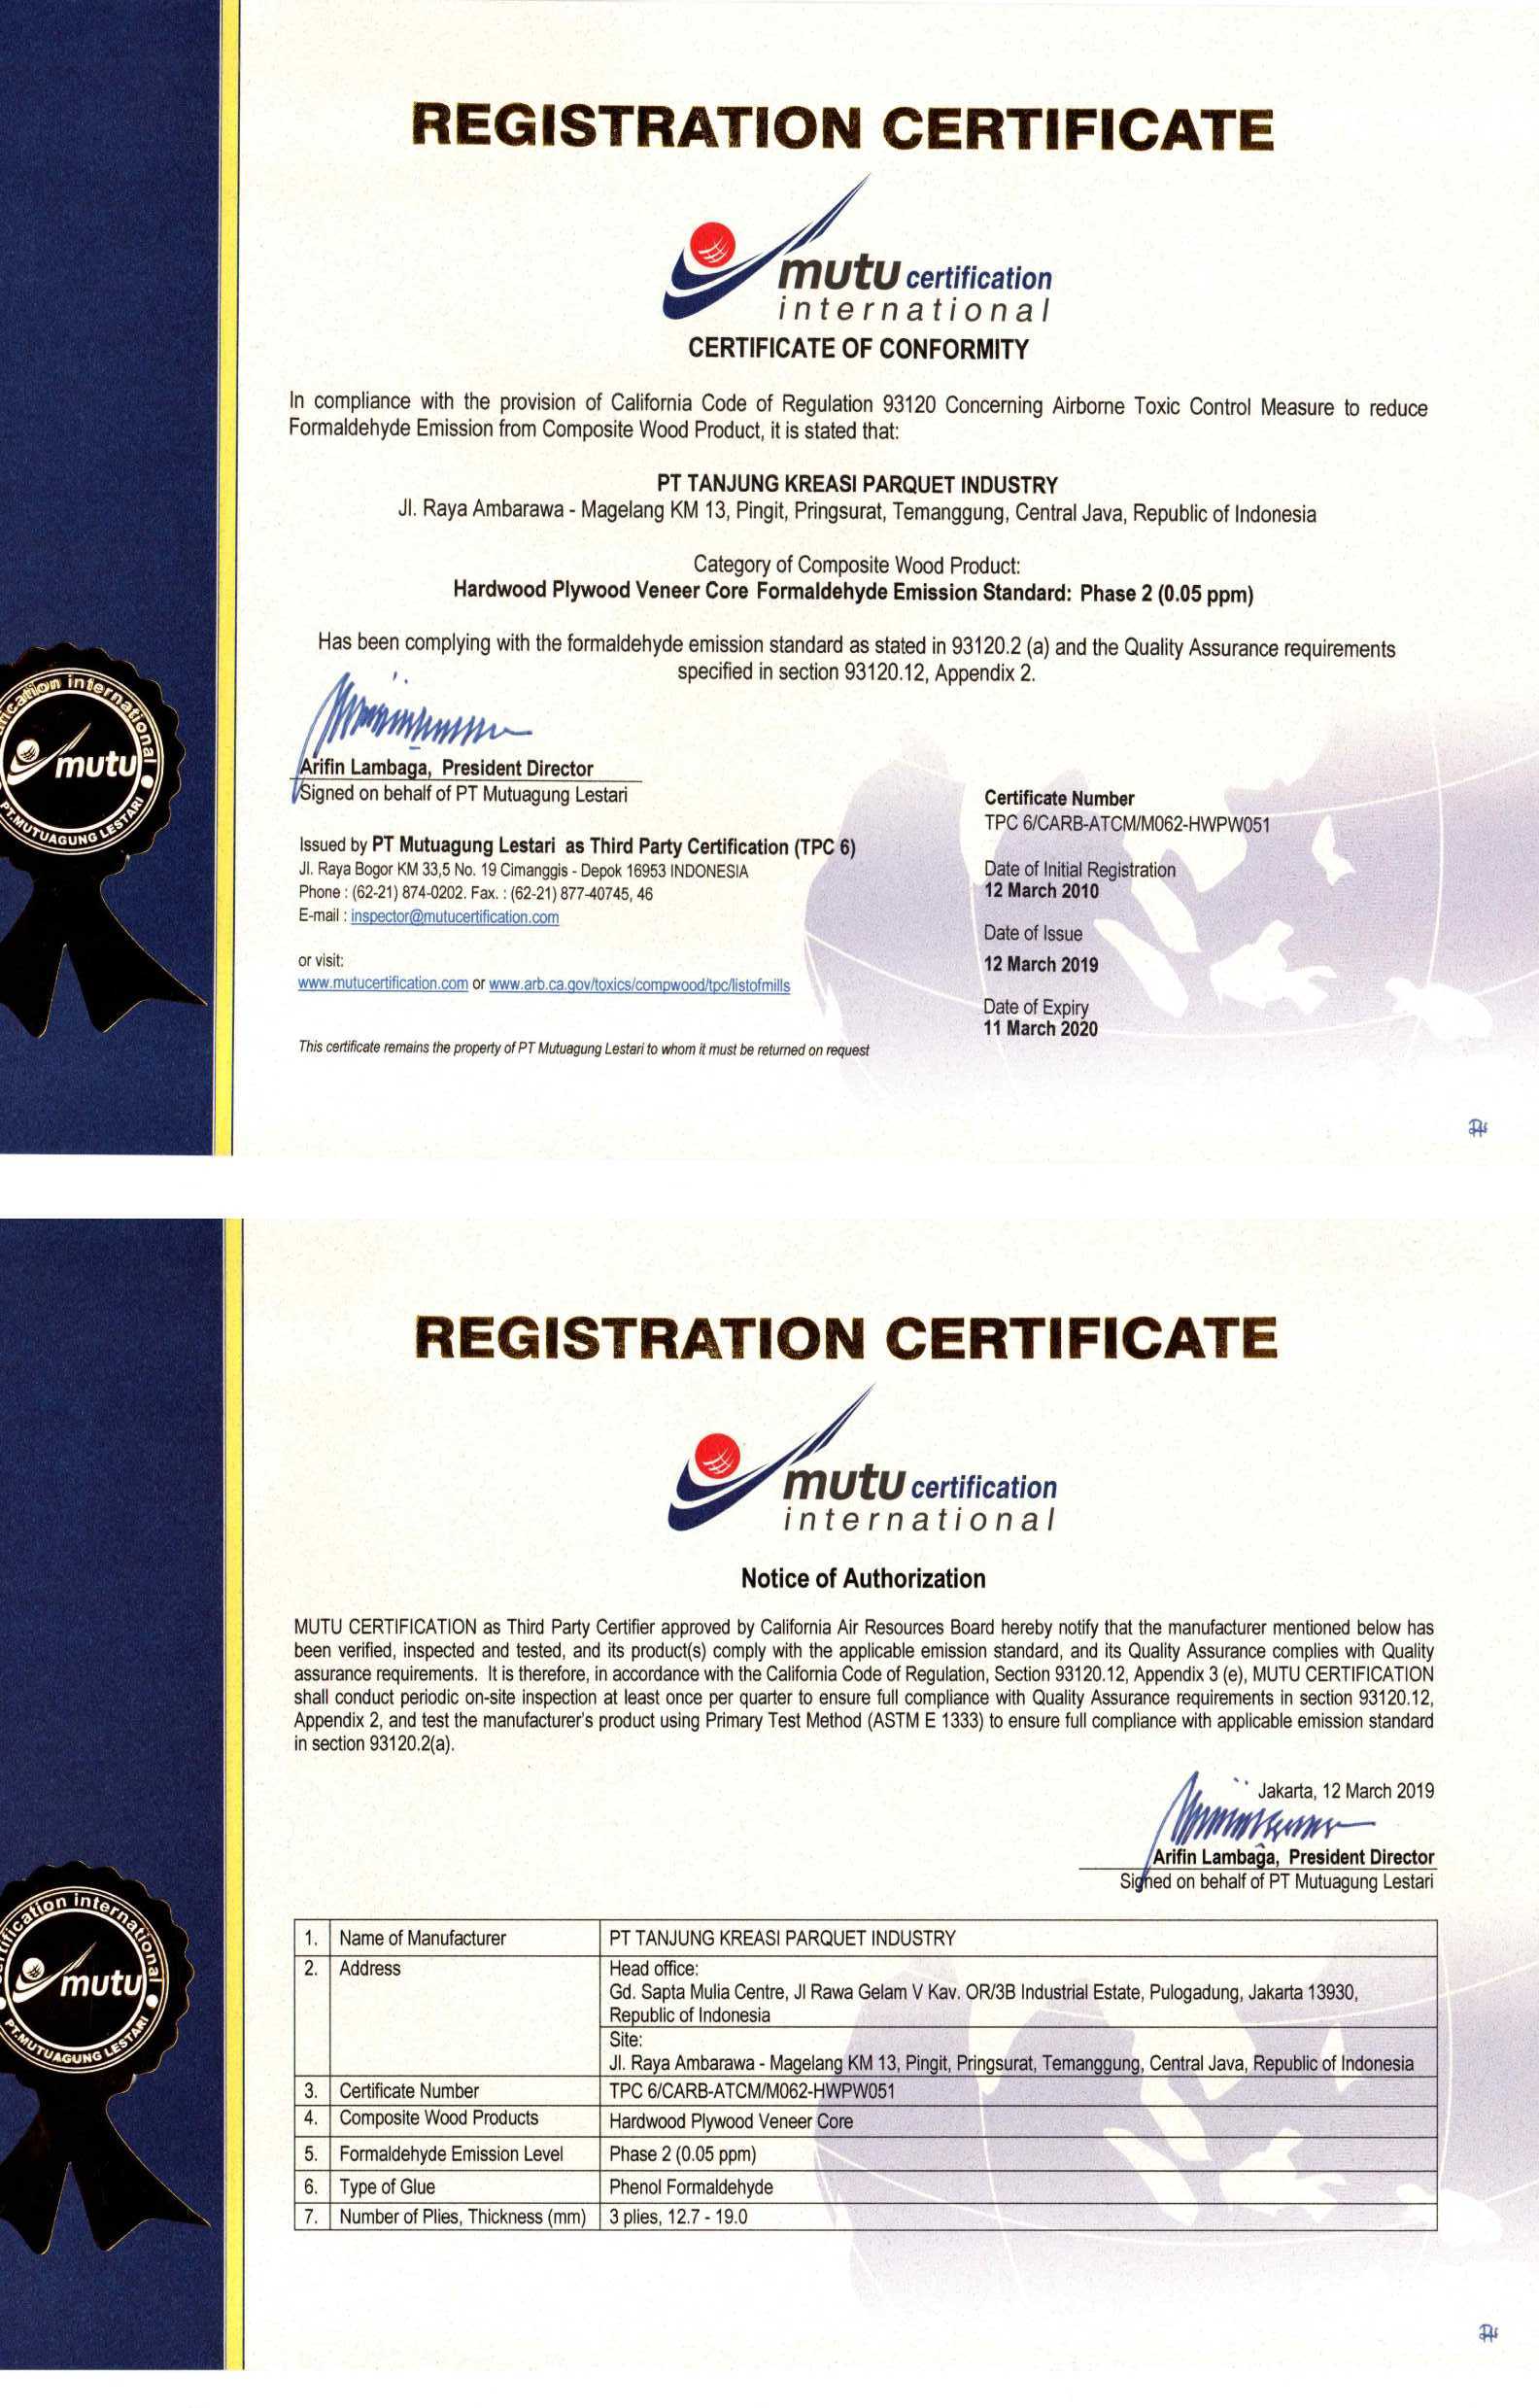 REGISTRATION CERTIFICATE
mutu certification
international
CERTIFICATE OF CONFORMITY
In compliance with the provision of California Code of Regulation 93120 Concerning Airborne Toxic Control Measure to reduce
Formaldehyde Emission from Composite Wood Product, it is stated that:
PT TANJUNG KREASI PARQUET INDUSTRY
Jl. Raya Ambarawa - Magelang KM 13, Pingit, Pringsurat, Temanggung, Central Java, Republic of Indonesia
Category of Composite Wood Product:
Hardwood Plywood Veneer Core Formaldehyde Emission Standard: Phase 2 (0.05 ppm)
Has been complying with the formaldehyde emission standard as stated in 93120.2 (a) and the Quality Assurance requirements
specified in section 93120.12, Appendix 2.
Arifin Lambaga, President Director
Signed on behalf of PT Mutuagung Lestari
Issued by PT Mutuagung Lestari as Third Party Certification (TPC 6)
Jl. Raya Bogor KM 33,5 No. 19 Cimanggis - Depok 16953 INDONESIA
Phone : (62-21) 874-0202. Fax. : (62-21) 877-40745, 46
E-mail : inspector@mutucertification.com
or visit:
www.mutucertification.com or www.arb.ca.gov/toxics/compwood/tpc/listofmills
This certificate remains the property of PT Mutuagung Lestari to whom it must be returned on request
Certificate Number
TPC 6/CARB-ATCM/M062-HWPW051
Date of Initial Registration
12 March 2010
Date of Issue
12 March 2019
Date of Expiry
11 March 2020
international
mutu
PT.MUTUAGUNG LESTARI
REGISTRATION CERTIFICATE
mutu certification
international
Notice of Authorization
MUTU CERTIFICATION as Third Party Certifier approved by California Air Resources Board hereby notify that the manufacturer mentioned below has
been verified, inspected and tested, and its product(s) comply with the applicable emission standard, and its Quality Assurance complies with Quality
assurance requirements. It is therefore, in accordance with the California Code of Regulation, Section 93120.12, Appendix 3 (e), MUTU CERTIFICATION
shall conduct periodic on-site inspection at least once per quarter to ensure full compliance with Quality Assurance requirements in section 93120.12,
Appendix 2, and test the manufacturer's product using Primary Test Method (ASTM E 1333) to ensure full compliance with applicable emission standard
in section 93120.2(a).
Jakarta, 12 March 2019
Arifin Lambaga, President Director
Signed on behalf of PT Mutuagung Lestari
1. Name of Manufacturer PT TANJUNG KREASI PARQUET INDUSTRY
2. Address Head office:
Gd. Sapta Mulia Centre, Jl Rawa Gelam V Kav. OR/3B Industrial Estate, Pulogadung, Jakarta 13930,
Republic of Indonesia
Site:
Jl. Raya Ambarawa - Magelang KM 13, Pingit, Pringsurat, Temanggung, Central Java, Republic of Indonesia
3. Certificate Number TPC 6/CARB-ATCM/M062-HWPW051
4. Composite Wood Products Hardwood Plywood Veneer Core
5. Formaldehyde Emission Level Phase 2 (0.05 ppm)
6. Type of Glue Phenol Formaldehyde
7. Number of Plies, Thickness (mm) 3 plies, 12.7 - 19.0
international
mutu
PT.MUTUAGUNG LESTARI